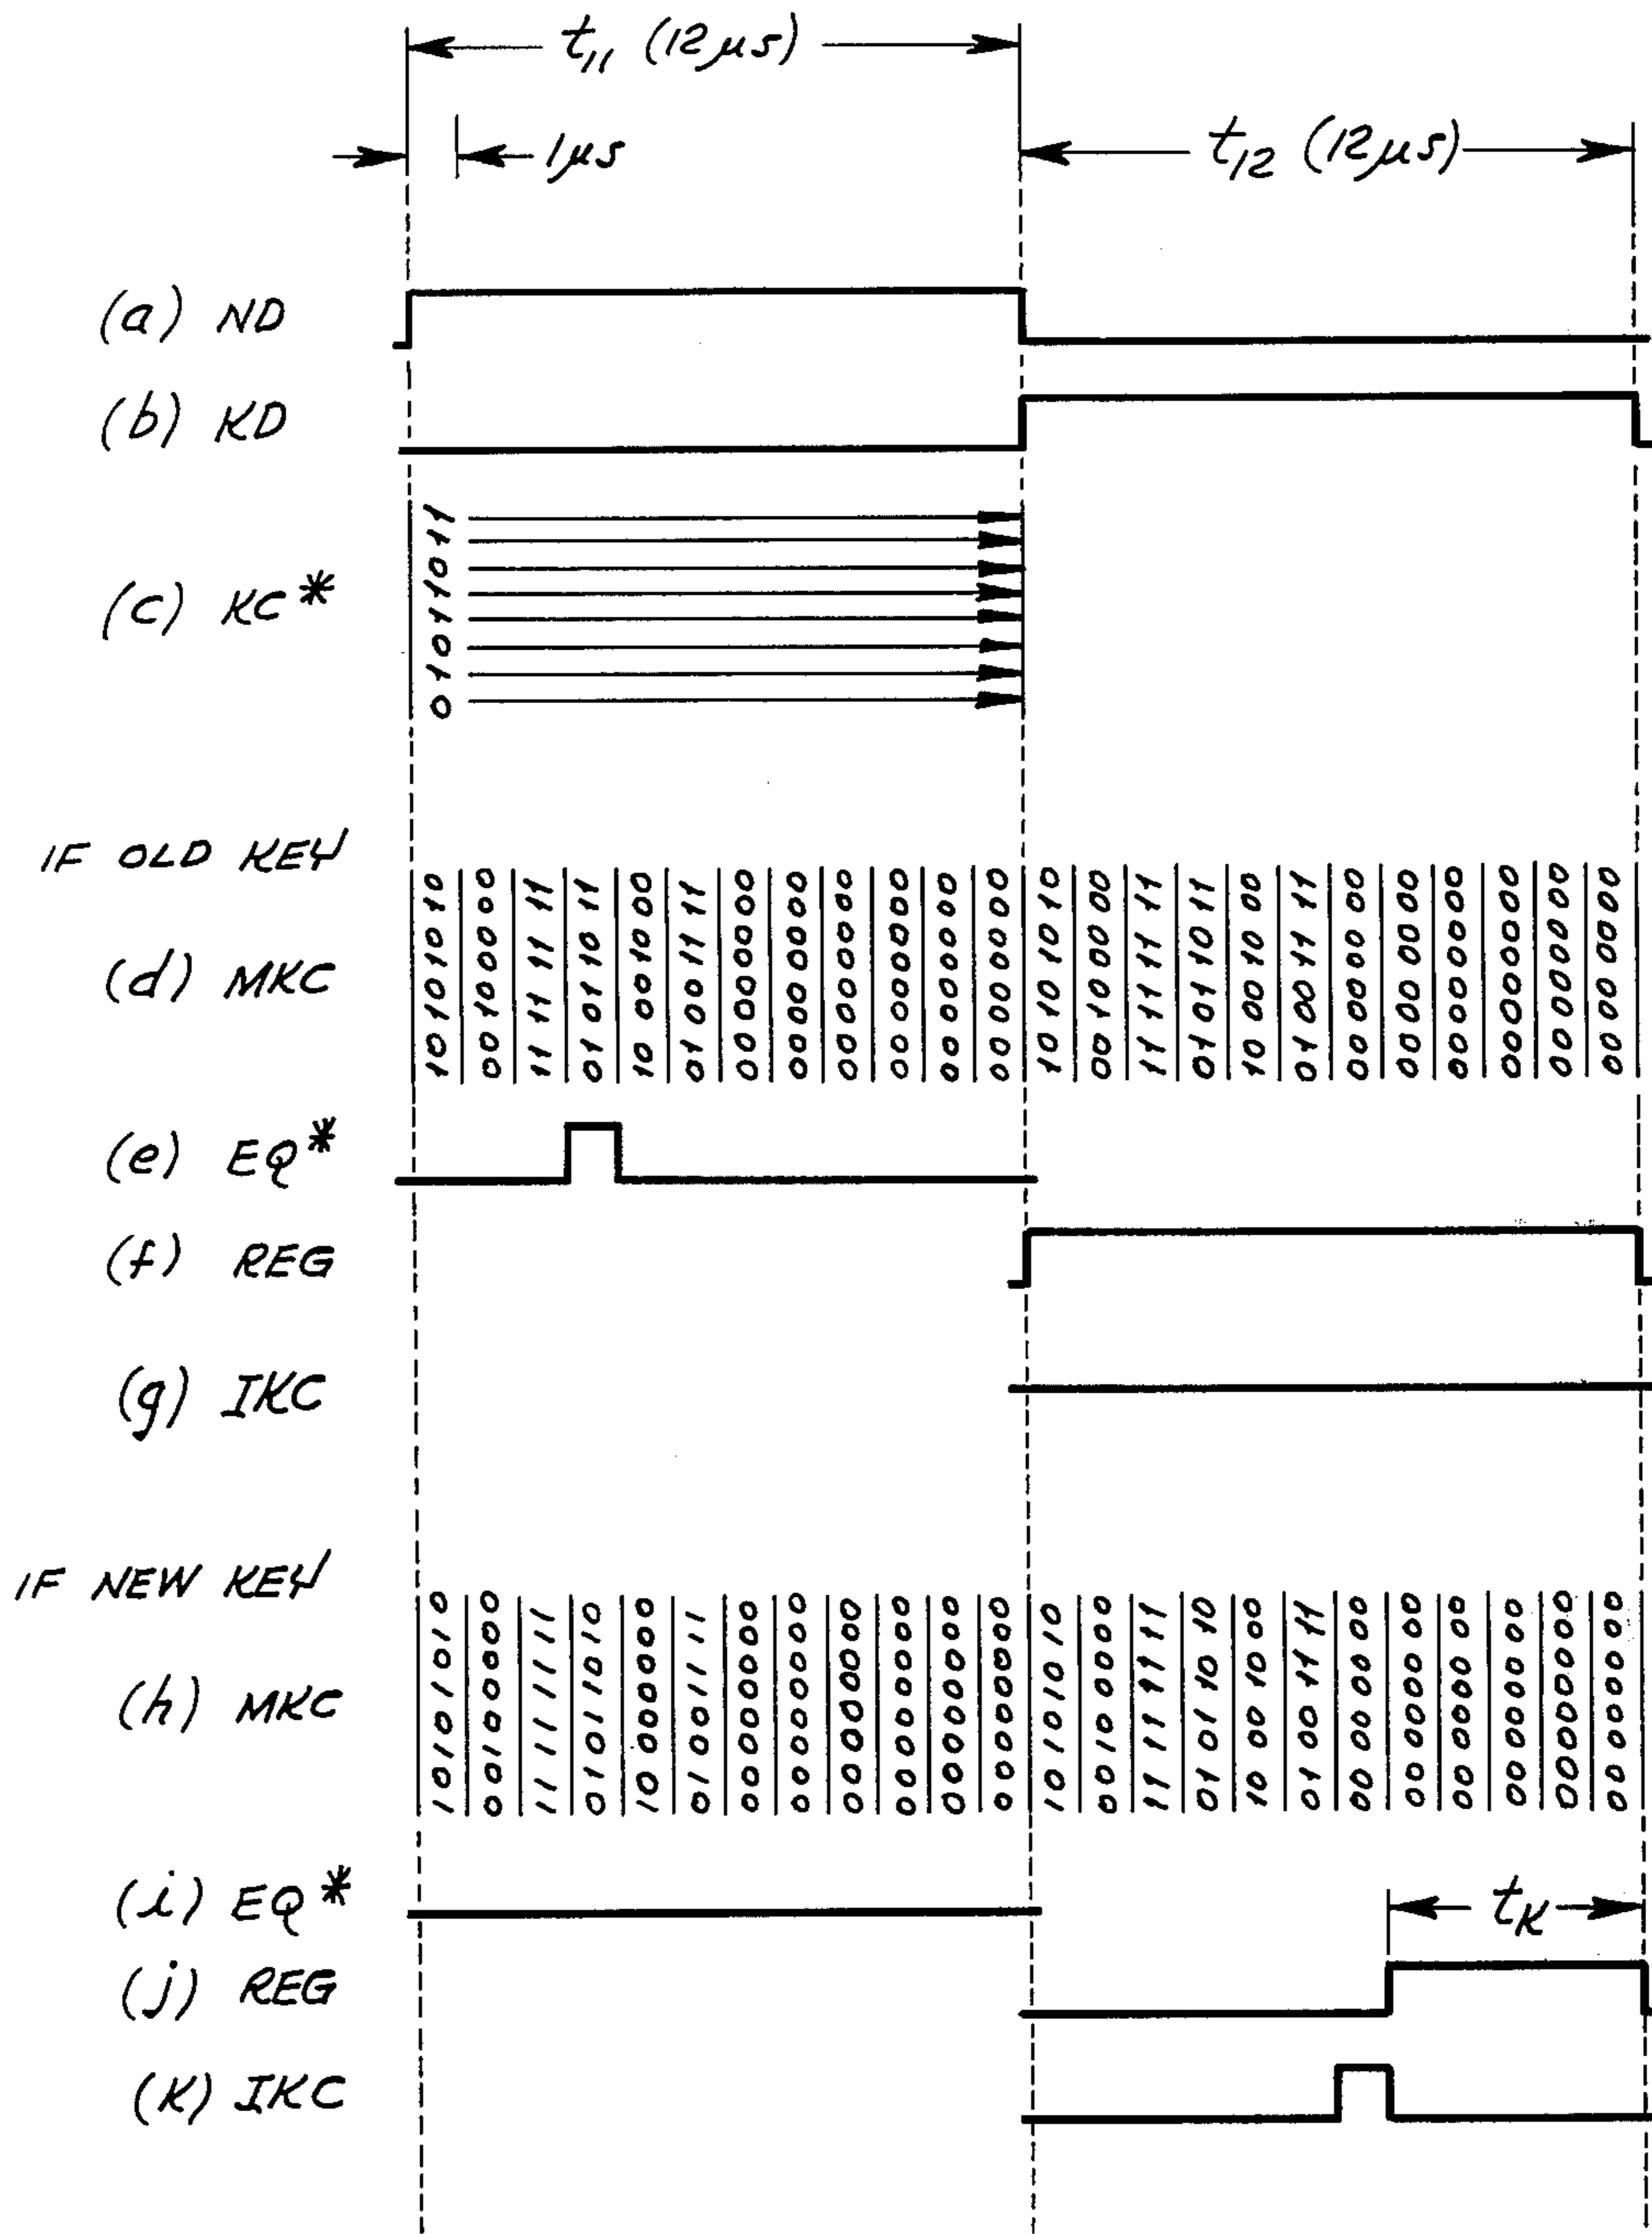 t11 (12μs)
1μs
t12 (12μs)
(a) ND
(b) KD
(c) KC*
01011011
IF OLD KEY
(d) MKC
10101010
00100000
11111111
01011011
10001000
01001111
00000000
00000000
00000000
00000000
00000000
00000000
10101010
00100000
11111111
01011011
10001000
01001111
00000000
00000000
00000000
00000000
00000000
00000000
(e) EQ*
(f) REG
(g) IKC
IF NEW KEY
(h) MKC
10101010
00100000
11111111
01011010
10000000
01001111
00000000
00000000
00000000
00000000
00000000
00000000
10101010
00100000
11111111
01011010
10001000
01001111
00000000
00000000
00000000
00000000
00000000
00000000
(i) EQ*
tK
(j) REG
(k) IKC